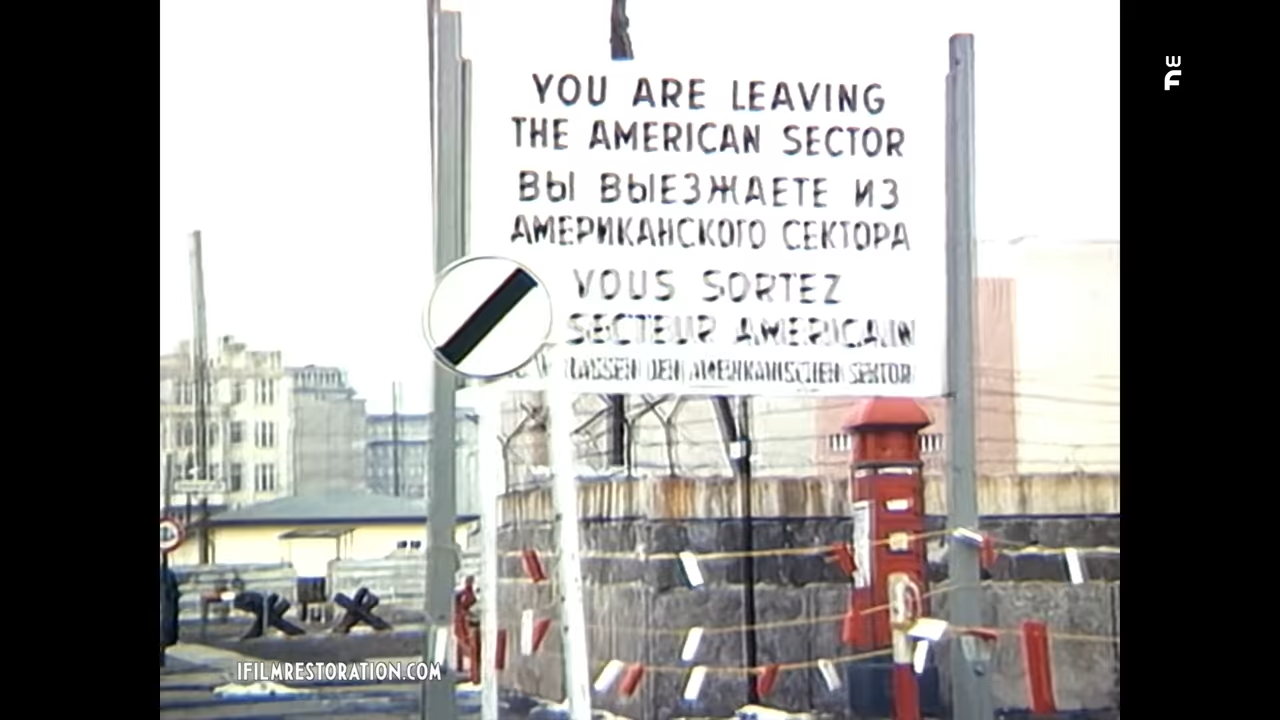 YOU ARE LEAVING
THE AMERICAN SECTOR
ВЫ ВЫЕЗЖАЕТЕ ИЗ
АМЕРИКАНСКОГО СЕКТОРА
VOUS SORTEZ
SECTEUR AMERICAIN
LASSEN DEN AMERIKANISCHEN SEKTOR
IFILMRESTORATION.COM
W
F